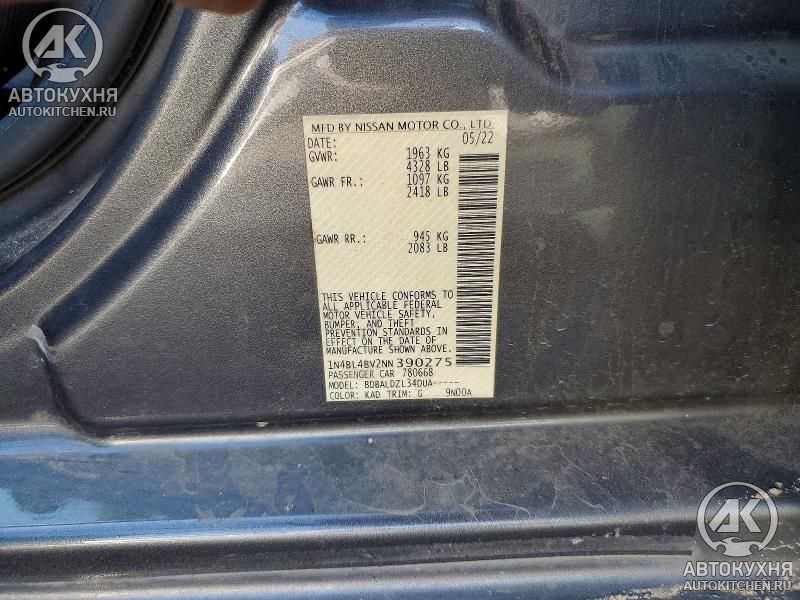 AK
АВТОКУХНЯ
AUTOKITCHEN.RU
MFD BY NISSAN MOTOR CO., LTD.
DATE: 05/22
GVWR: 1963 KG
4328 LB
GAWR FR.: 1097 KG
2418 LB
GAWR RR.: 945 KG
2083 LB
THIS VEHICLE CONFORMS TO
ALL APPLICABLE FEDERAL
MOTOR VEHICLE SAFETY,
BUMPER, AND THEFT
PREVENTION STANDARDS IN
EFFECT ON THE DATE OF
MANUFACTURE SHOWN ABOVE.
1N4BL4BV2NN390275
PASSENGER CAR 780668
MODEL: BDBALDZL34DUA-----
COLOR: KAD TRIM: G 9N00A
AK
АВТОКУХНЯ
AUTOKITCHEN.RU